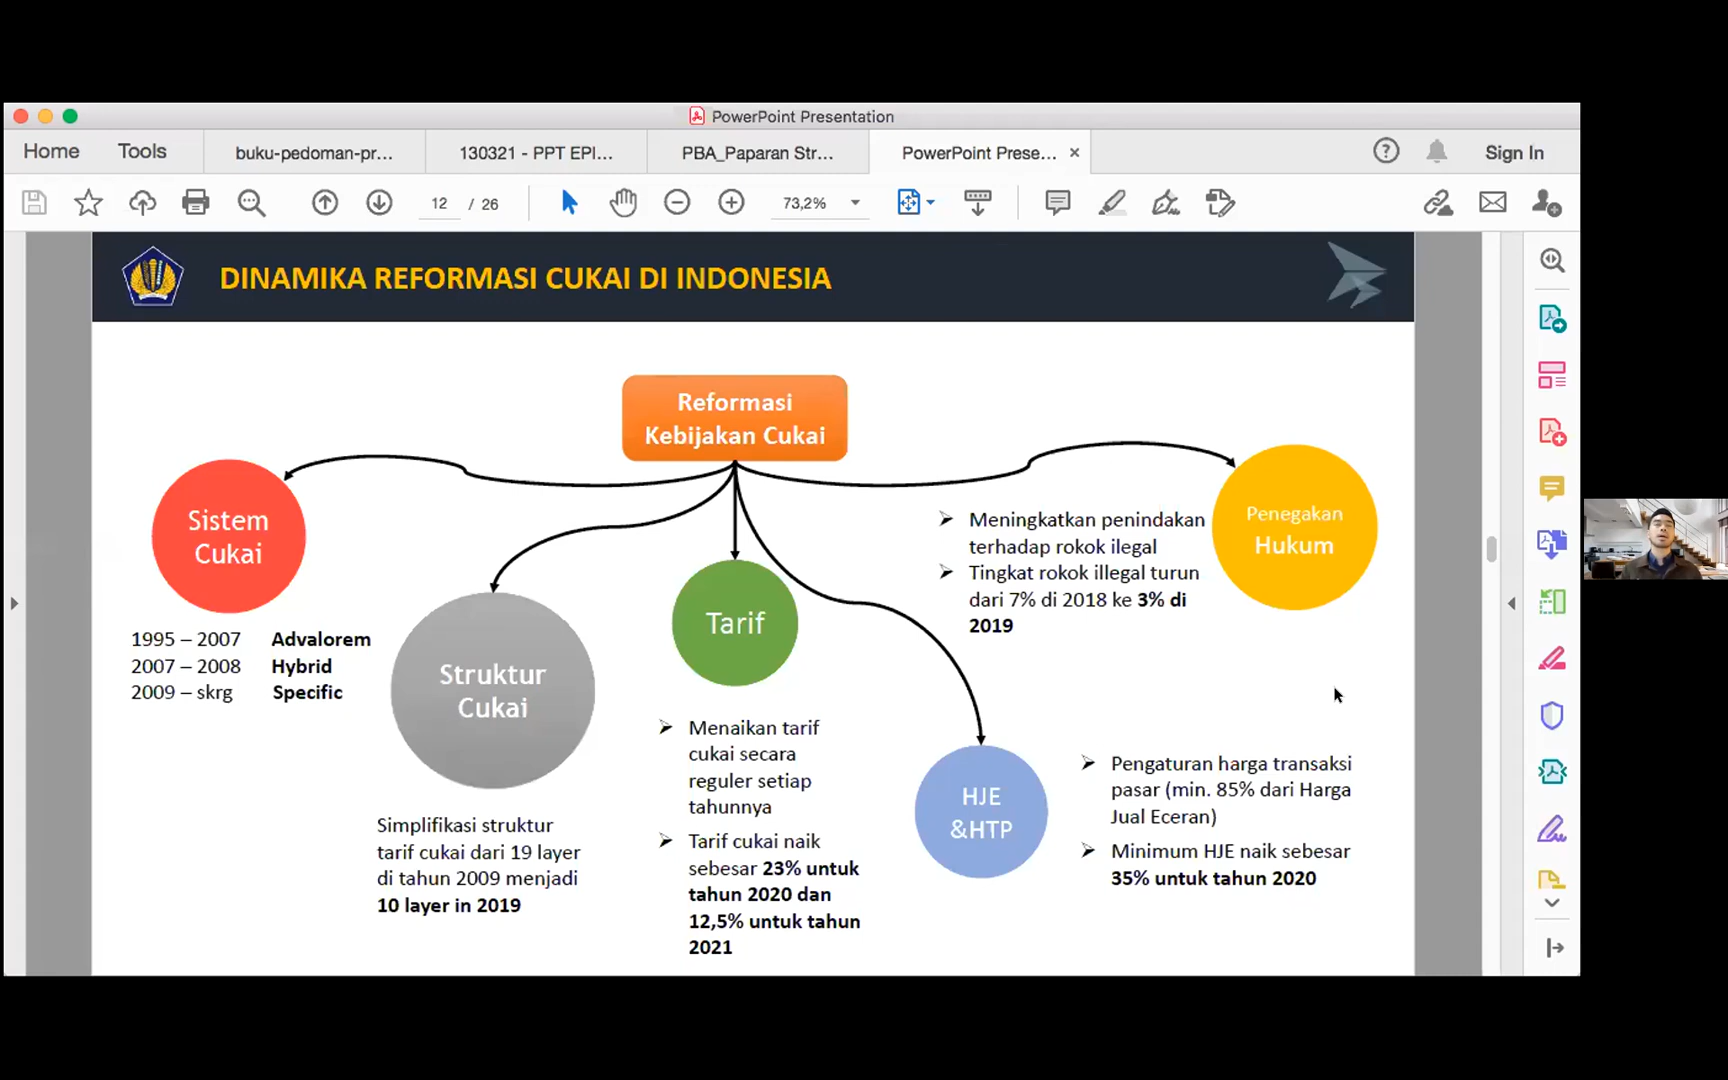 PowerPoint Presentation
Home
Tools
buku-pedoman-pr...
130321 - PPT EPI...
PBA_Paparan Str...
PowerPoint Prese...
Sign In
12 / 26
73,2%
DINAMIKA REFORMASI CUKAI DI INDONESIA
Reformasi
Kebijakan Cukai
Sistem
Cukai
1995 – 2007 Advalorem
2007 – 2008 Hybrid
2009 – skrg Specific
Struktur
Cukai
Simplifikasi struktur
tarif cukai dari 19 layer
di tahun 2009 menjadi
10 layer in 2019
Tarif
Menaikan tarif
cukai secara
reguler setiap
tahunnya
Tarif cukai naik
sebesar 23% untuk
tahun 2020 dan
12,5% untuk tahun
2021
HJE
&HTP
Pengaturan harga transaksi
pasar (min. 85% dari Harga
Jual Eceran)
Minimum HJE naik sebesar
35% untuk tahun 2020
Penegakan
Hukum
Meningkatkan penindakan
terhadap rokok ilegal
Tingkat rokok illegal turun
dari 7% di 2018 ke 3% di
2019